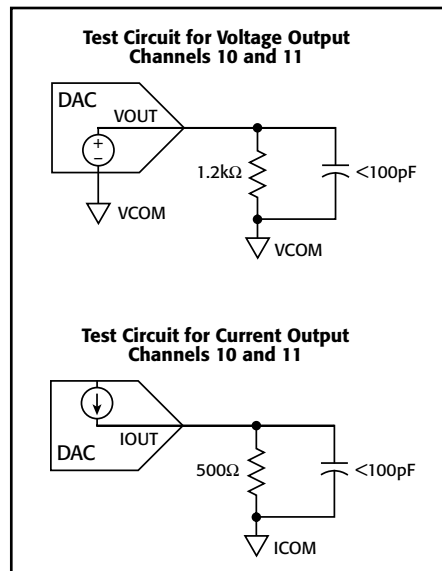 Test Circuit for Voltage Output
Channels 10 and 11
DAC
VOUT
+
−
1.2kΩ
<100pF
VCOM
VCOM
Test Circuit for Current Output
Channels 10 and 11
IOUT
DAC
500Ω
<100pF
ICOM